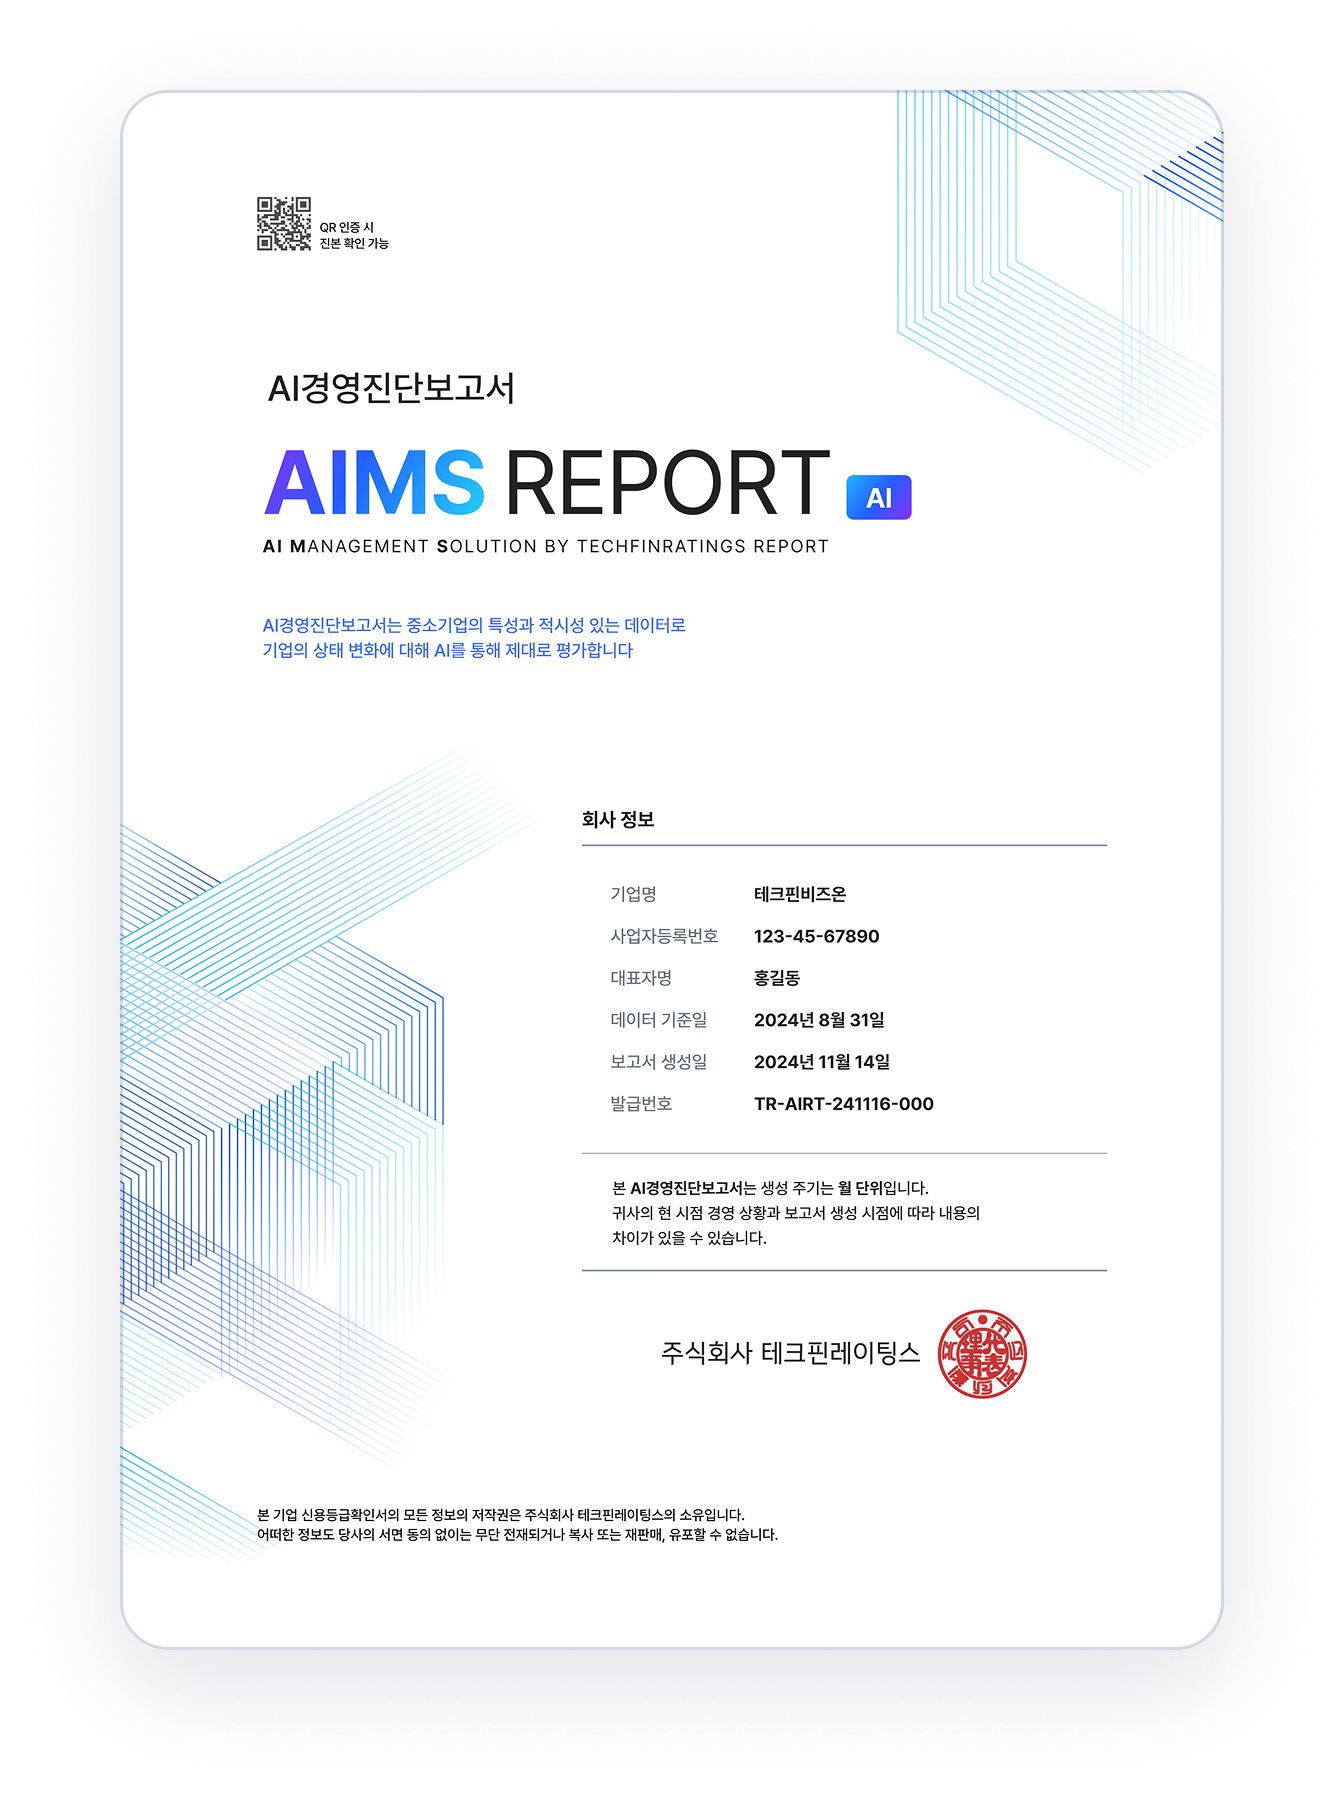 QR 인증 시
진본 확인 가능
AI경영진단보고서
AIMS REPORT AI
AI MANAGEMENT SOLUTION BY TECHFINRATINGS REPORT
AI경영진단보고서는 중소기업의 특성과 적시성 있는 데이터로
기업의 상태 변화에 대해 AI를 통해 제대로 평가합니다
회사 정보
기업명 테크핀비즈온
사업자등록번호 123-45-67890
대표자명 홍길동
데이터 기준일 2024년 8월 31일
보고서 생성일 2024년 11월 14일
발급번호 TR-AIRT-241116-000
본 AI경영진단보고서는 생성 주기는 월 단위입니다.
귀사의 현 시점 경영 상황과 보고서 생성 시점에 따라 내용의
차이가 있을 수 있습니다.
주식회사 테크핀레이팅스
본 기업 신용등급확인서의 모든 정보의 저작권은 주식회사 테크핀레이팅스의 소유입니다.
어떠한 정보도 당사의 서면 동의 없이는 무단 전재되거나 복사 또는 재판매, 유포할 수 없습니다.